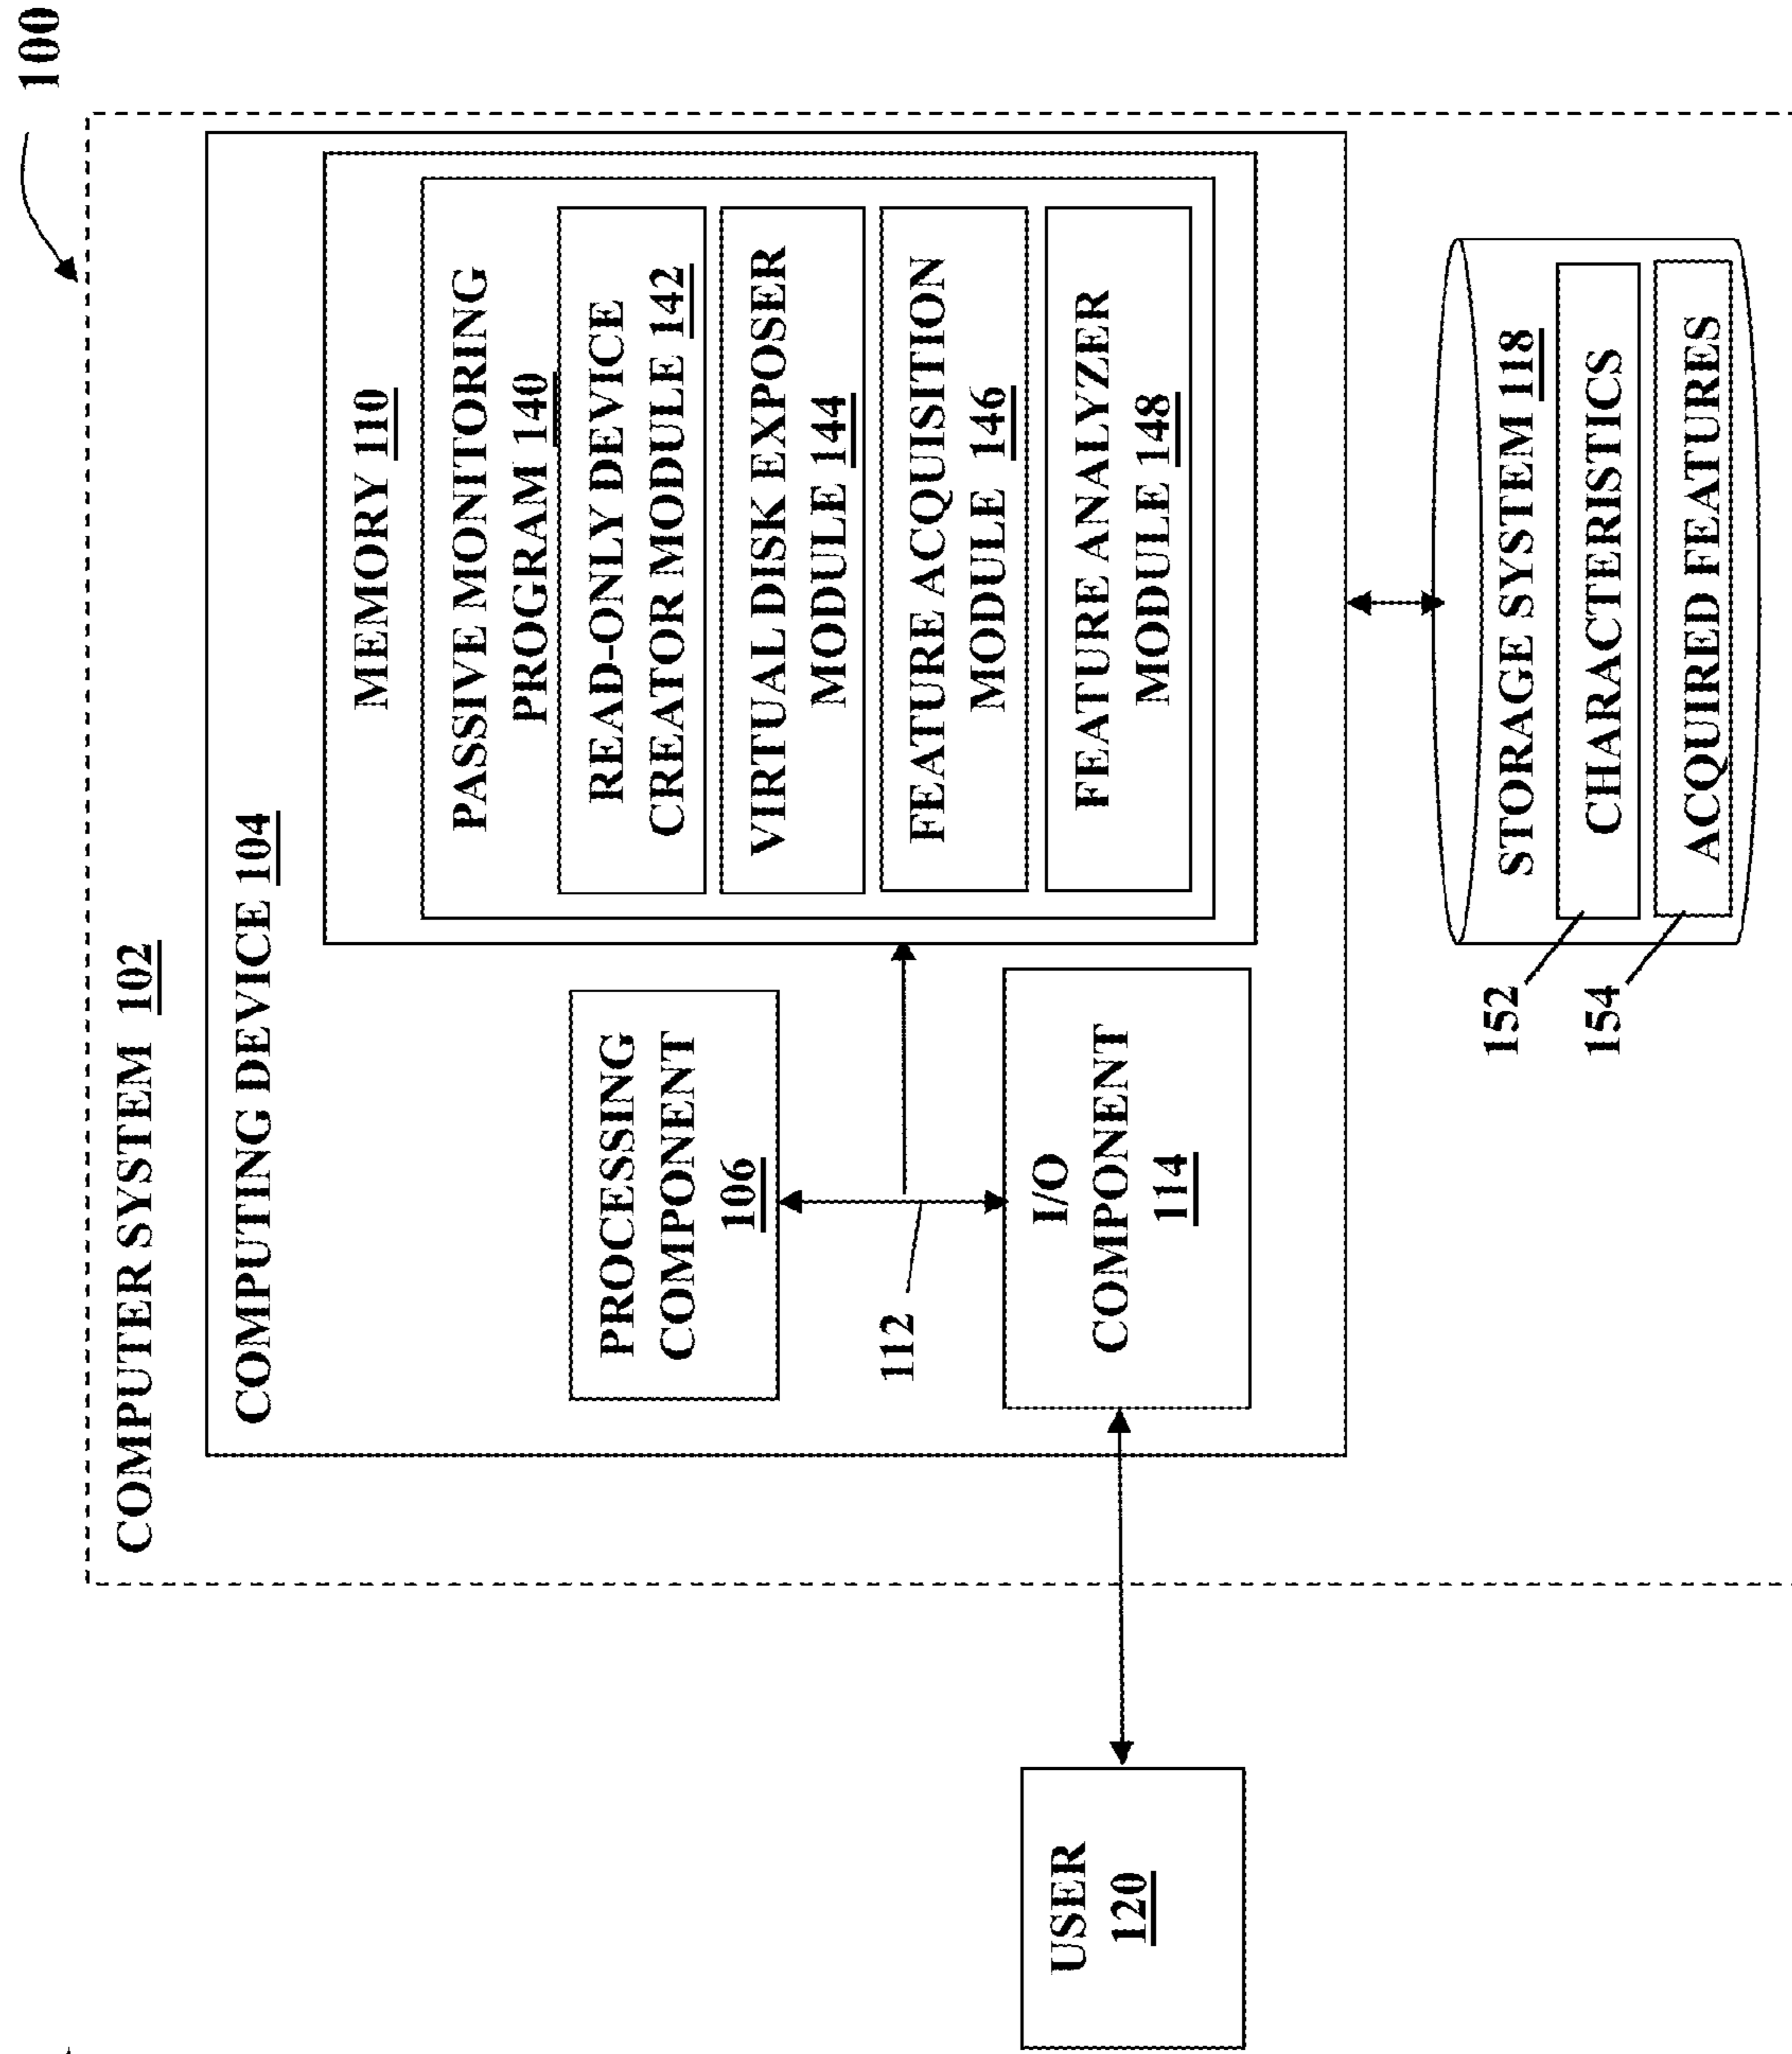 100
COMPUTER SYSTEM 102
COMPUTING DEVICE 104
MEMORY 110
PASSIVE MONITORING
PROGRAM 140
READ-ONLY DEVICE
CREATOR MODULE 142
VIRTUAL DISK EXPOSER
MODULE 144
FEATURE ACQUISITION
MODULE 146
FEATURE ANALYZER
MODULE 148
PROCESSING
COMPONENT
106
112
I/O
COMPONENT
114
USER
120
STORAGE SYSTEM 118
CHARACTERISTICS
ACQUIRED FEATURES
152
154